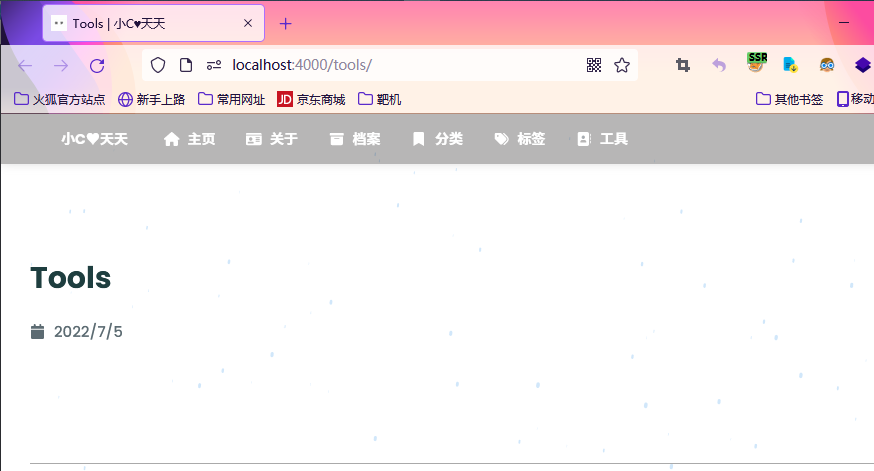 Tools | 小C♥天天
localhost:4000/tools/
SSR
火狐官方站点 新手上路 常用网址 JD 京东商城 靶机 其他书签 移动
小C♥天天 主页 关于 档案 分类 标签 工具
Tools
2022/7/5